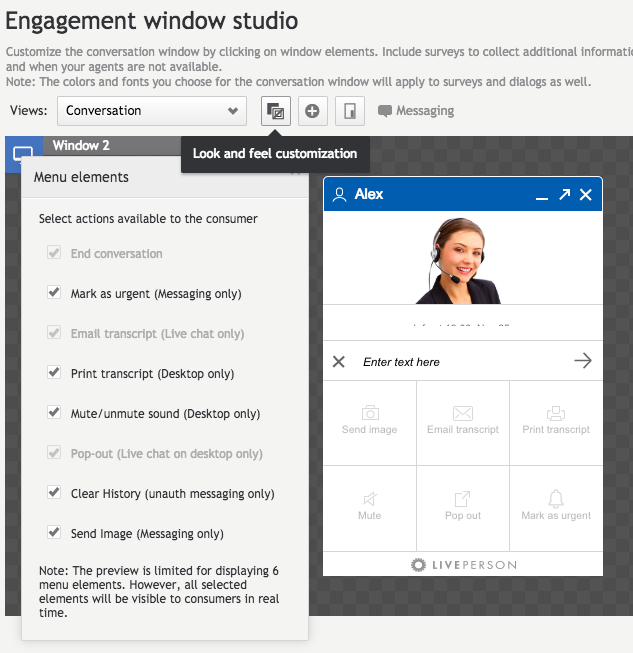 Engagement window studio
Customize the conversation window by clicking on window elements. Include surveys to collect additional
and when your agents are not available.
Note: The colors and fonts you choose for the conversation window will apply to surveys and dialogs as well.
Views: Conversation Messaging
Window 2
Look and feel customization
Menu elements
Select actions available to the consumer
End conversation
Mark as urgent (Messaging only)
Email transcript (Live chat only)
Print transcript (Desktop only)
Mute/unmute sound (Desktop only)
Pop-out (Live chat on desktop only)
Clear History (unauth messaging only)
Send Image (Messaging only)
Note: The preview is limited for displaying 6
menu elements. However, all selected
elements will be visible to consumers in real
time.
Alex
Enter text here
Send image Email transcript Print transcript
Mute Pop out Mark as urgent
LIVEPERSON